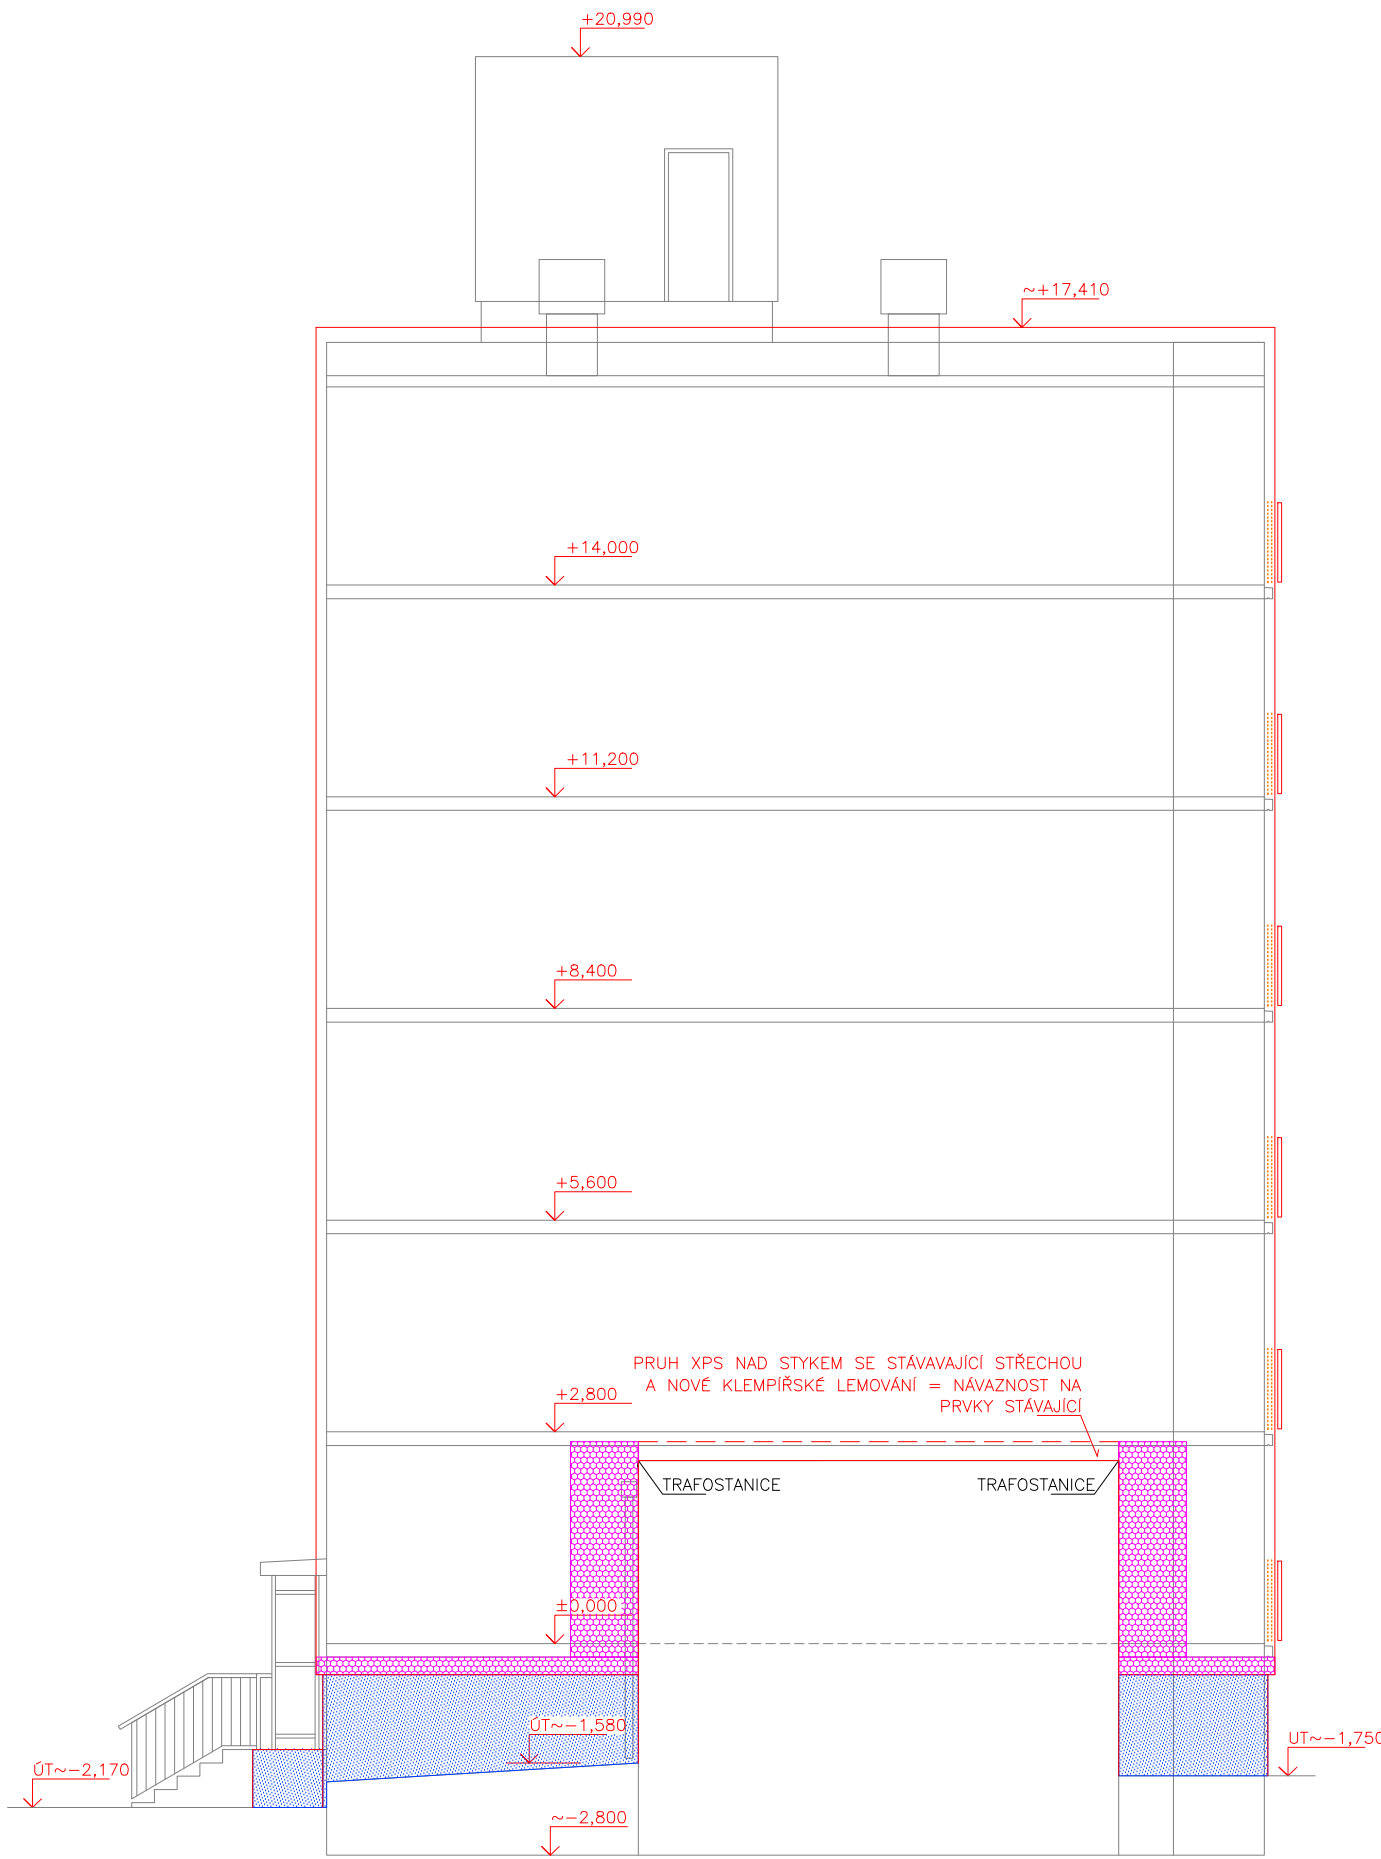 +20,990
~+17,410
+14,000
+11,200
+8,400
+5,600
PRUH XPS NAD STYKEM SE STÁVAVAJÍCÍ STŘECHOU
A NOVÉ KLEMPÍŘSKÉ LEMOVÁNÍ = NÁVAZNOST NA
PRVKY STÁVAJÍCÍ
+2,800
TRAFOSTANICE
TRAFOSTANICE
±0,000
ÚT~−1,580
UT~−1,750
ÚT~−2,170
~−2,800